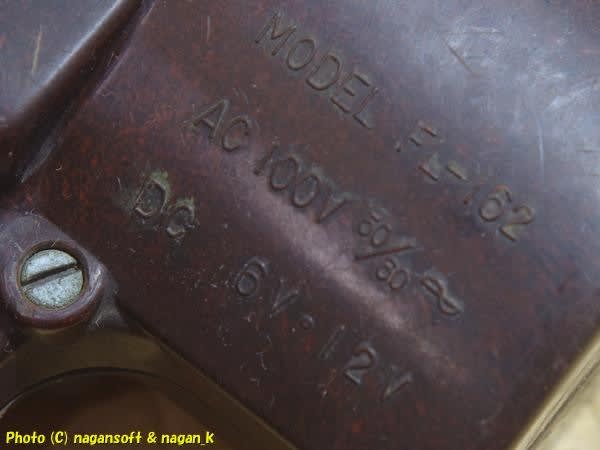 MODEL FL-162
AC 100V 50/60 ~
DC 6V・12V
Photo (C) nagansoft & nagan_k